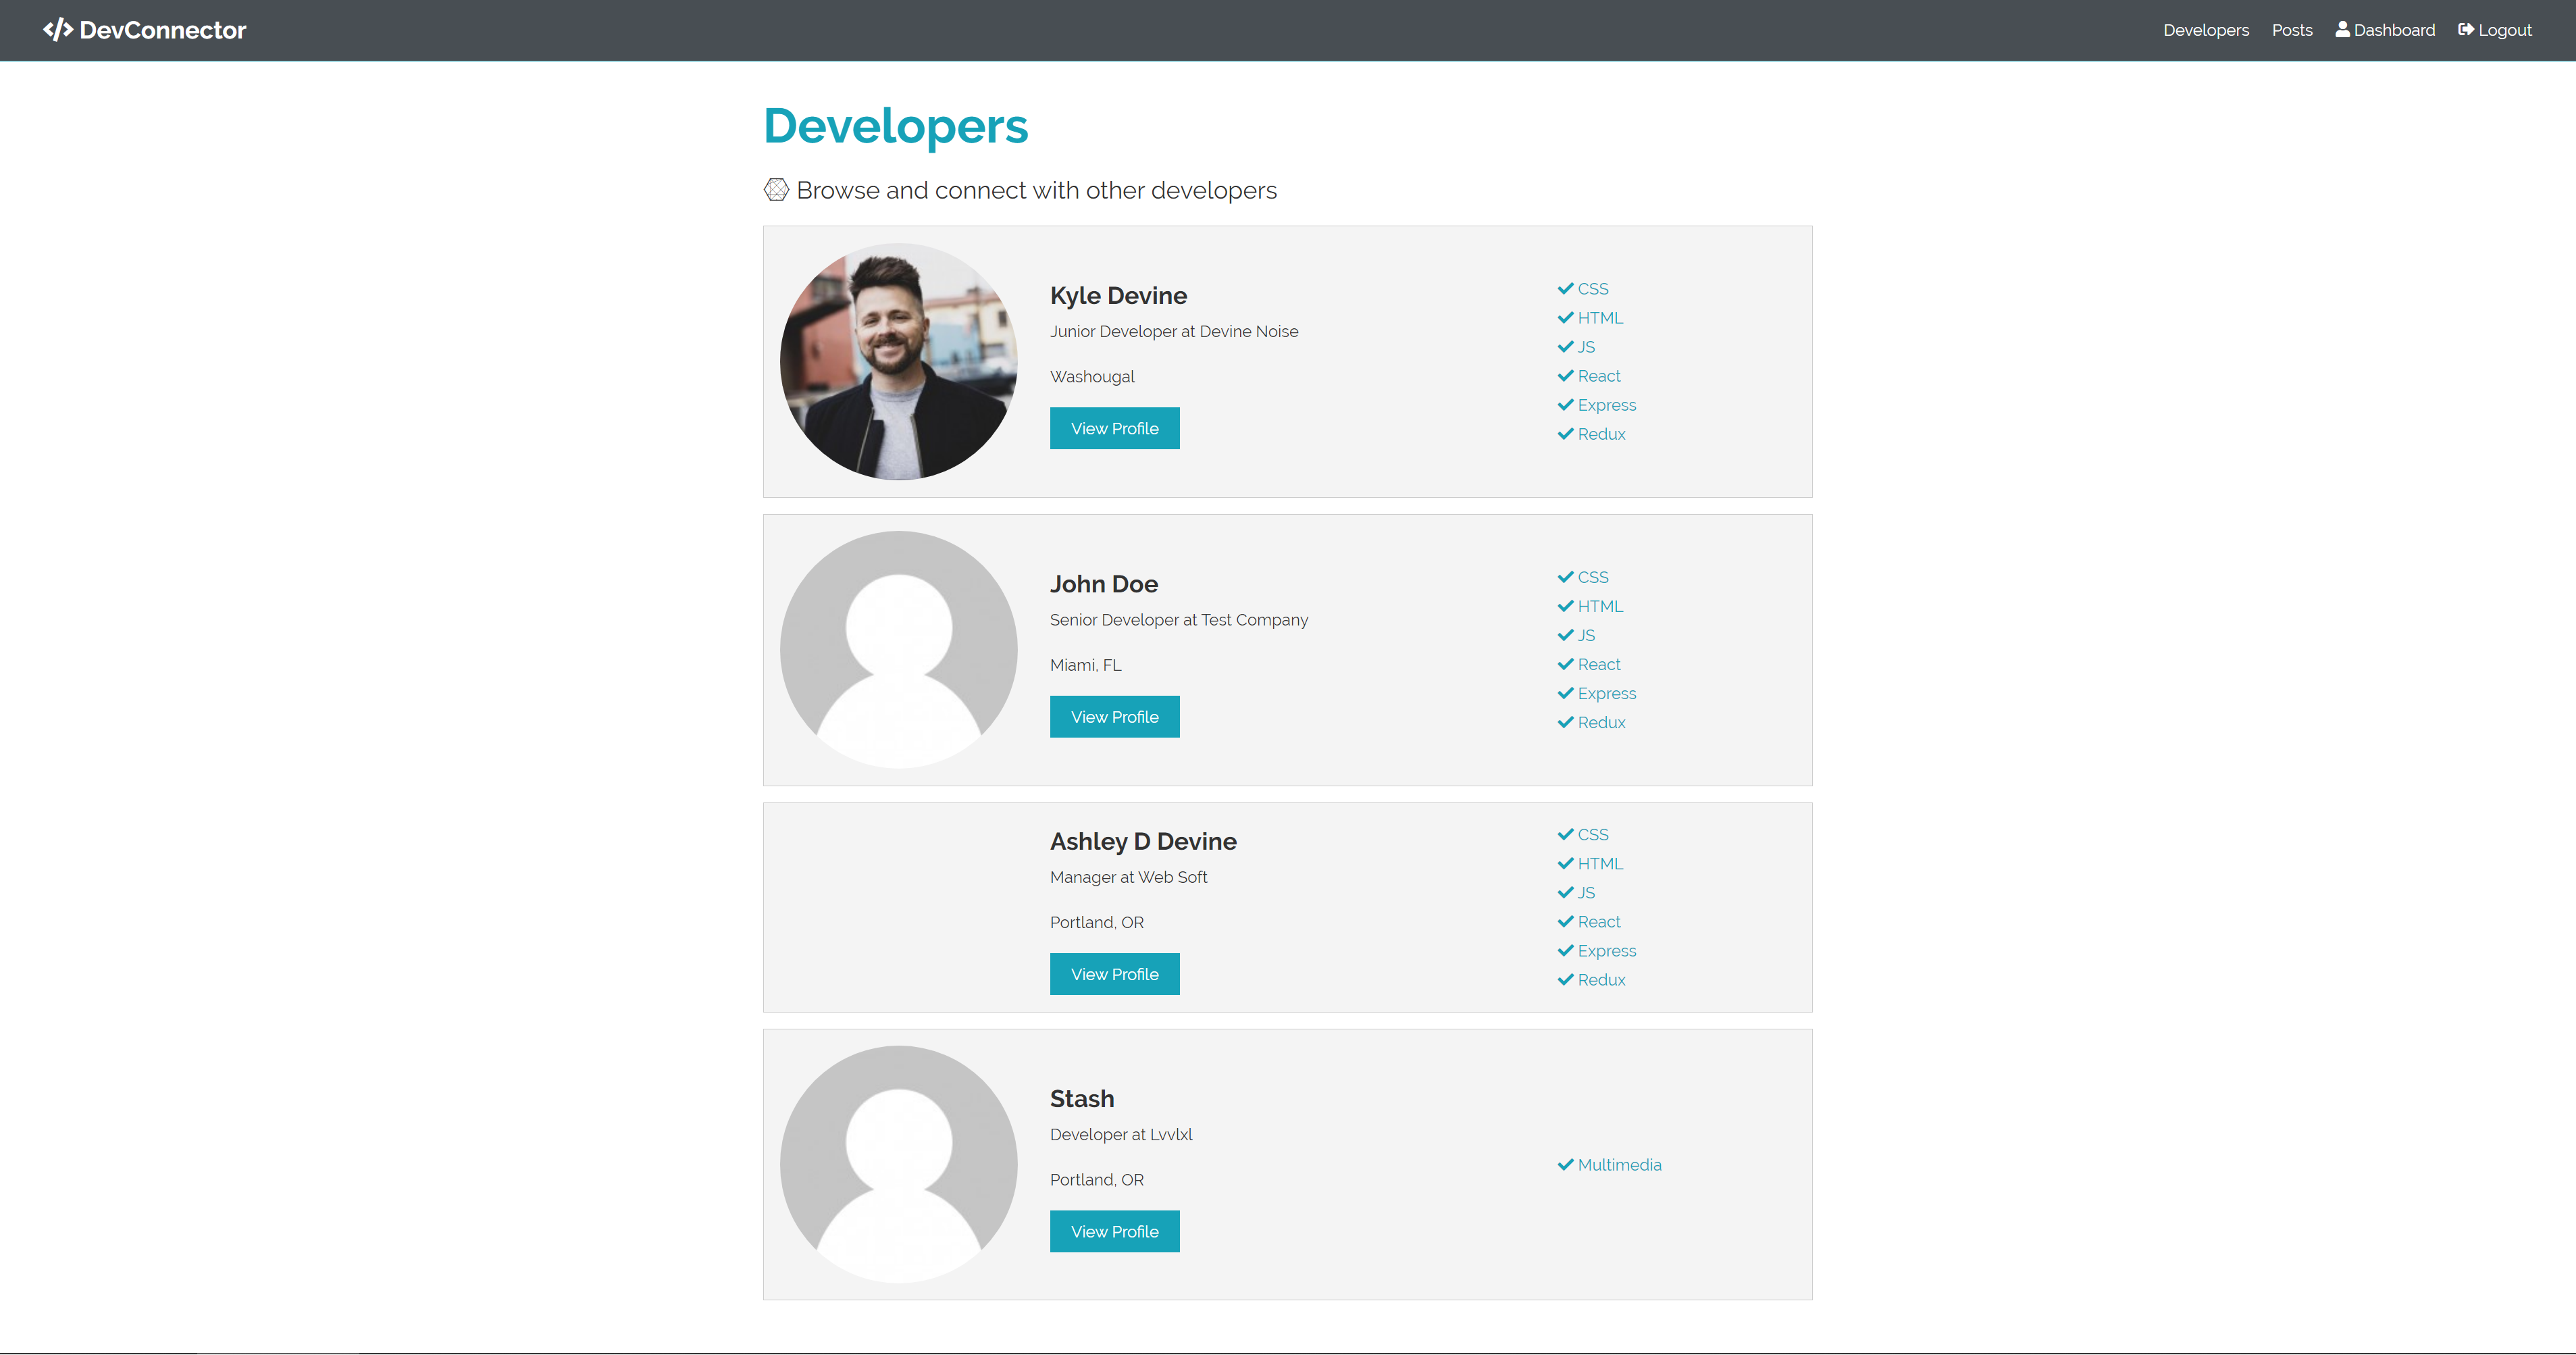 DevConnector
Developers Posts Dashboard Logout
Developers
Browse and connect with other developers
Kyle Devine
Junior Developer at Devine Noise
Washougal
View Profile
CSS
HTML
JS
React
Express
Redux
John Doe
Senior Developer at Test Company
Miami, FL
View Profile
CSS
HTML
JS
React
Express
Redux
Ashley D Devine
Manager at Web Soft
Portland, OR
View Profile
CSS
HTML
JS
React
Express
Redux
Stash
Developer at Lvvlxl
Portland, OR
View Profile
Multimedia